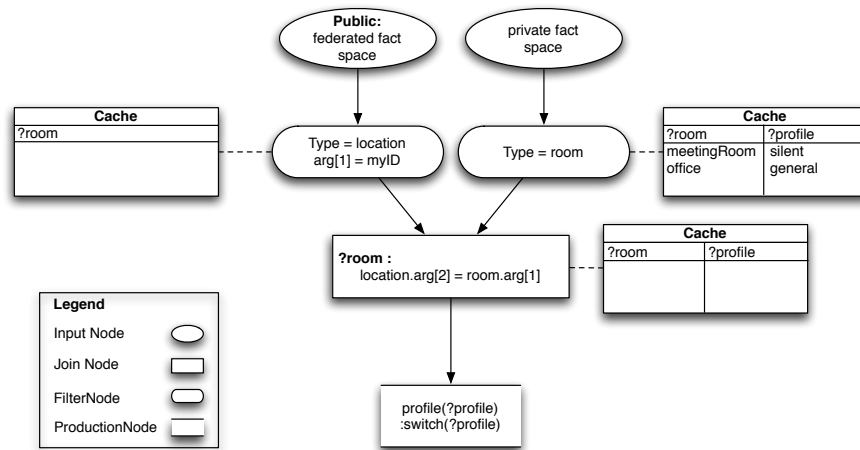 Public:
federated fact
space
private fact
space
Cache
?room
Type = location
arg[1] = myID
Type = room
Cache
?room ?profile
meetingRoom silent
office general
?room :
location.arg[2] = room.arg[1]
Cache
?room ?profile
Legend
Input Node
Join Node
FilterNode
ProductionNode
profile(?profile)
:switch(?profile)